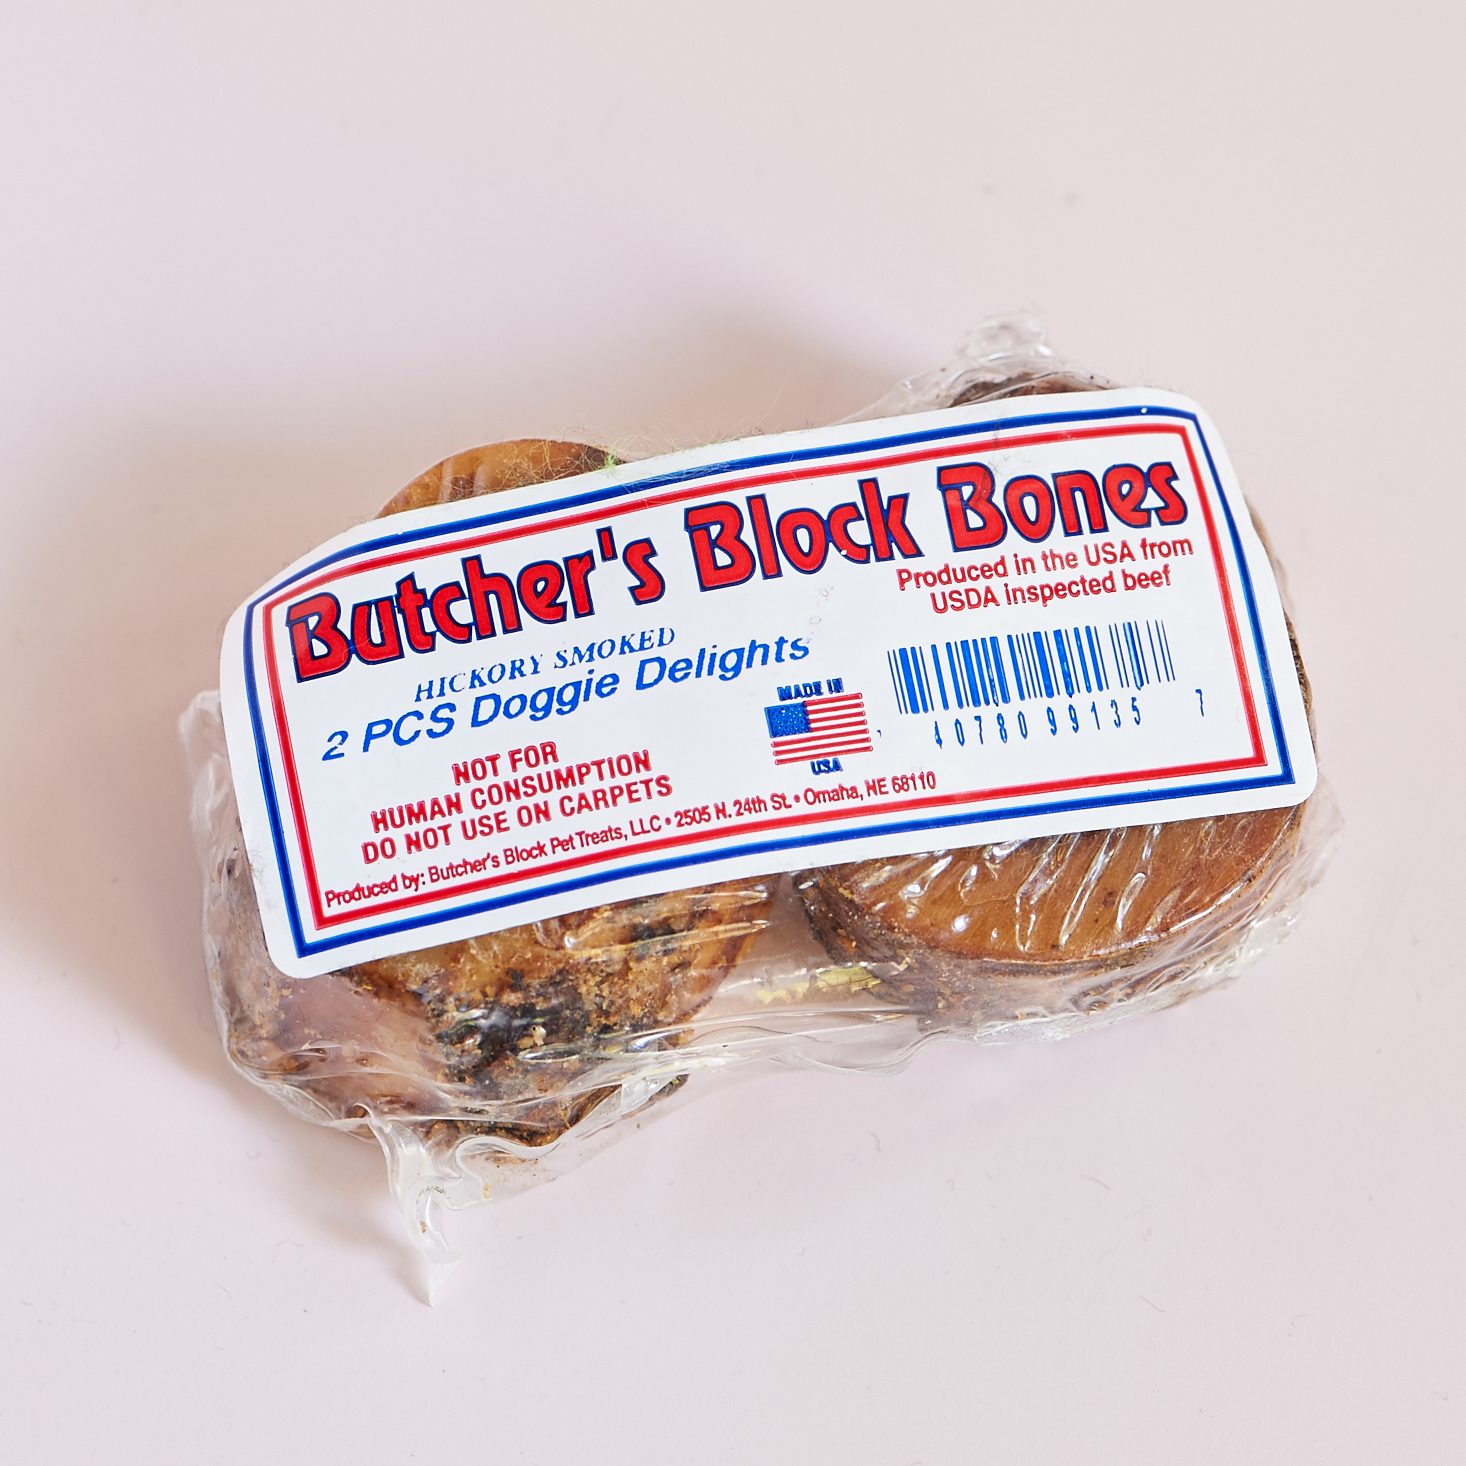 Butcher's Block Bones
Produced in the USA from
USDA inspected beef
HICKORY SMOKED
2 PCS Doggie Delights
NOT FOR
HUMAN CONSUMPTION
DO NOT USE ON CARPETS
MADE IN
USA
40780 99135 7
Produced by: Butcher's Block Pet Treats, LLC • 2505 N. 24th St. • Omaha, NE 68110